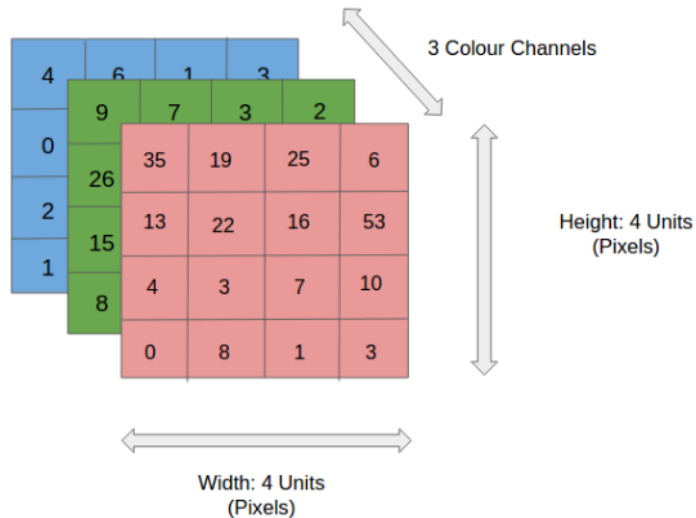 3 Colour Channels
4 6 1 3
9 7 3 2
0
35 19 25 6
26
2
13 22 16 53
Height: 4 Units
(Pixels)
15
1
4 3 7 10
8
0 8 1 3
Width: 4 Units
(Pixels)